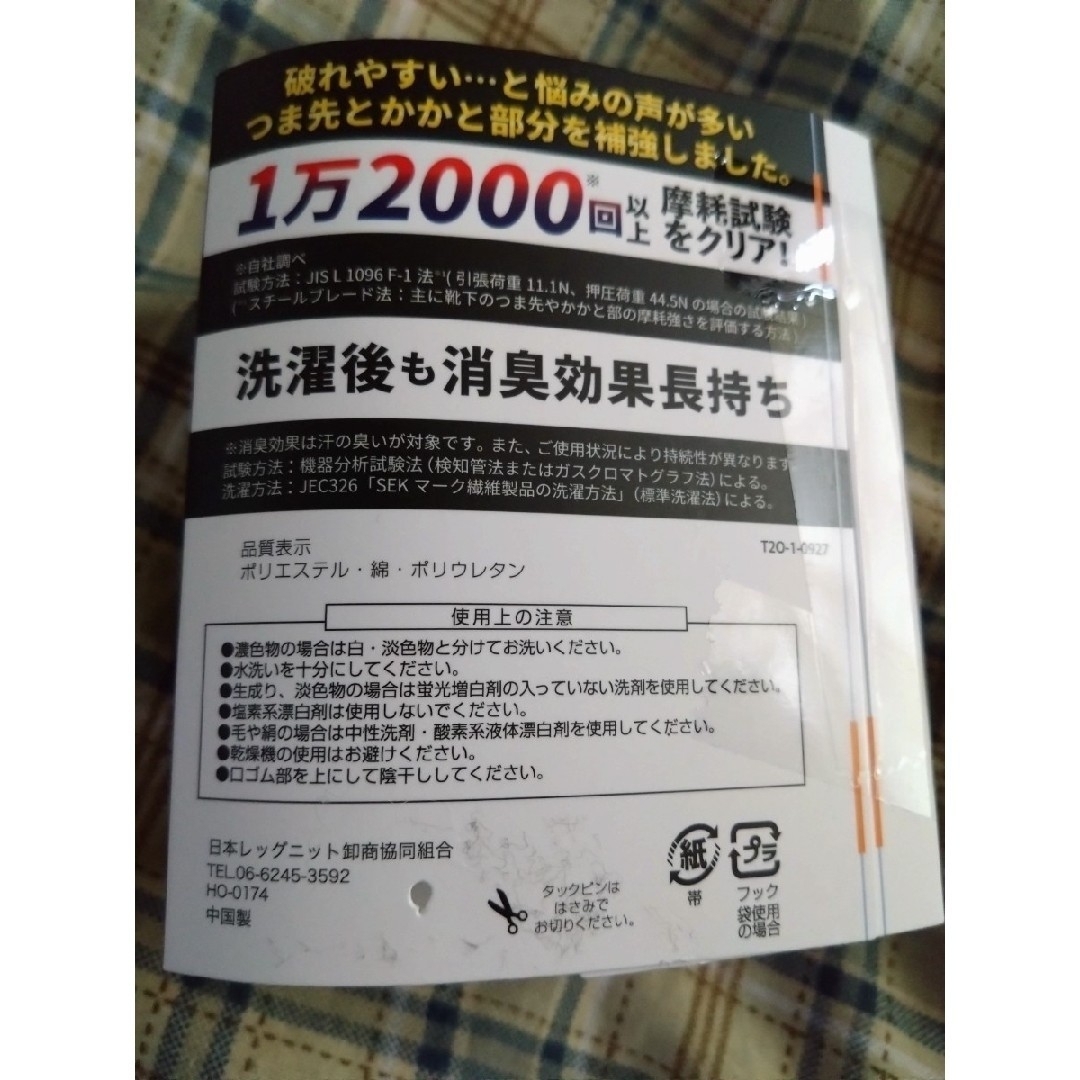 破れやすい…と悩みの声が多い
つま先とかかと部分を補強しました。
1万2000※回以上 摩耗試験をクリア!
※自社調べ
試験方法：JIS L 1096 F-1 法※1( 引張荷重 11.1N、押圧荷重 44.5N の場合の試験結果 )
(※1スチールブレード法：主に靴下のつま先やかかと部の摩耗強さを評価する方法 )
洗濯後も消臭効果長持ち
※消臭効果は汗の臭いが対象です。また、ご使用状況により持続性が異なります
試験方法：機器分析試験法（検知管法またはガスクロマトグラフ法）による。
洗濯方法：JEC326「SEK マーク繊維製品の洗濯方法」（標準洗濯法）による。
品質表示
T20-1-0927
ポリエステル・綿・ポリウレタン
使用上の注意
●濃色物の場合は白・淡色物と分けてお洗いください。
●水洗いを十分にしてください。
●生成り、淡色物の場合は蛍光増白剤の入っていない洗剤を使用してください。
●塩素系漂白剤は使用しないでください。
●毛や絹の場合は中性洗剤・酸素系液体漂白剤を使用してください。
●乾燥機の使用はお避けください。
●口ゴム部を上にして陰干ししてください。
日本レッグニット卸商協同組合
TEL.06-6245-3592
HO-0174
中国製
タックピンは
はさみで
お切りください。
紙
帯
プラ
フック
袋使用
の場合